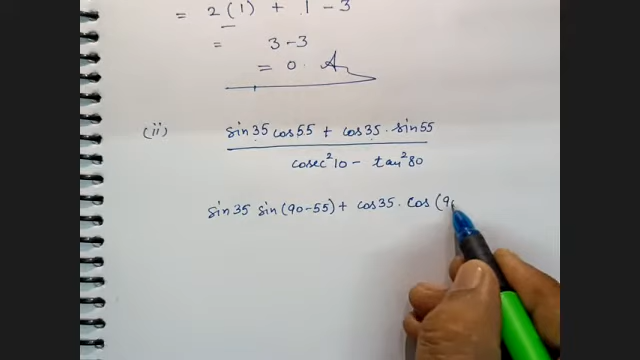 = 2(1) + 1 - 3
= 3-3
= 0. A
(ii) sin35 cos55 + cos35 . sin55
cosec²10 - tan²80
sin35 sin(90-55) + cos35 . cos(9